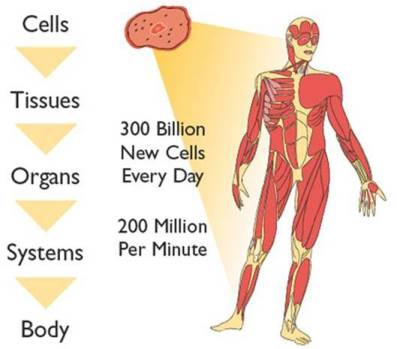 Cells
Tissues
Organs
Systems
Body
300 Billion
New Cells
Every Day
200 Million
Per Minute